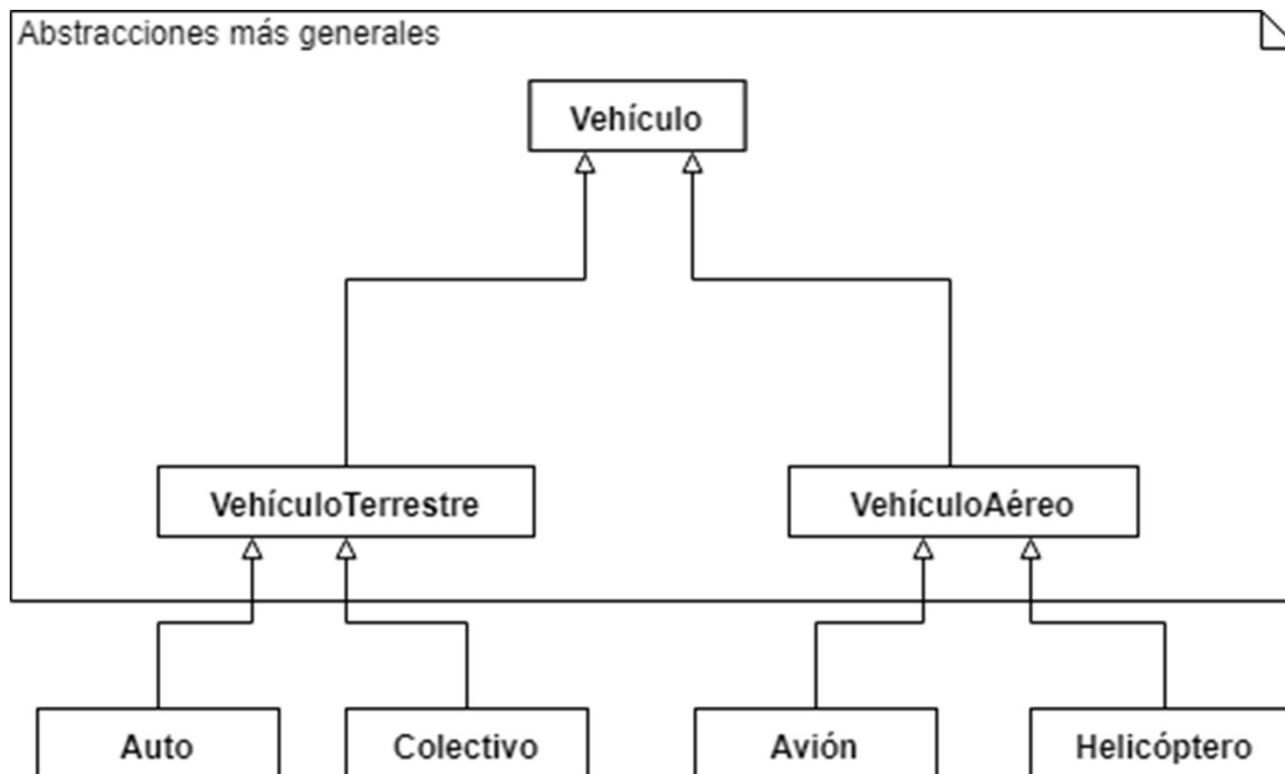 Abstracciones más generales
Vehículo
VehículoTerrestre
VehículoAéreo
Auto
Colectivo
Avión
Helicóptero